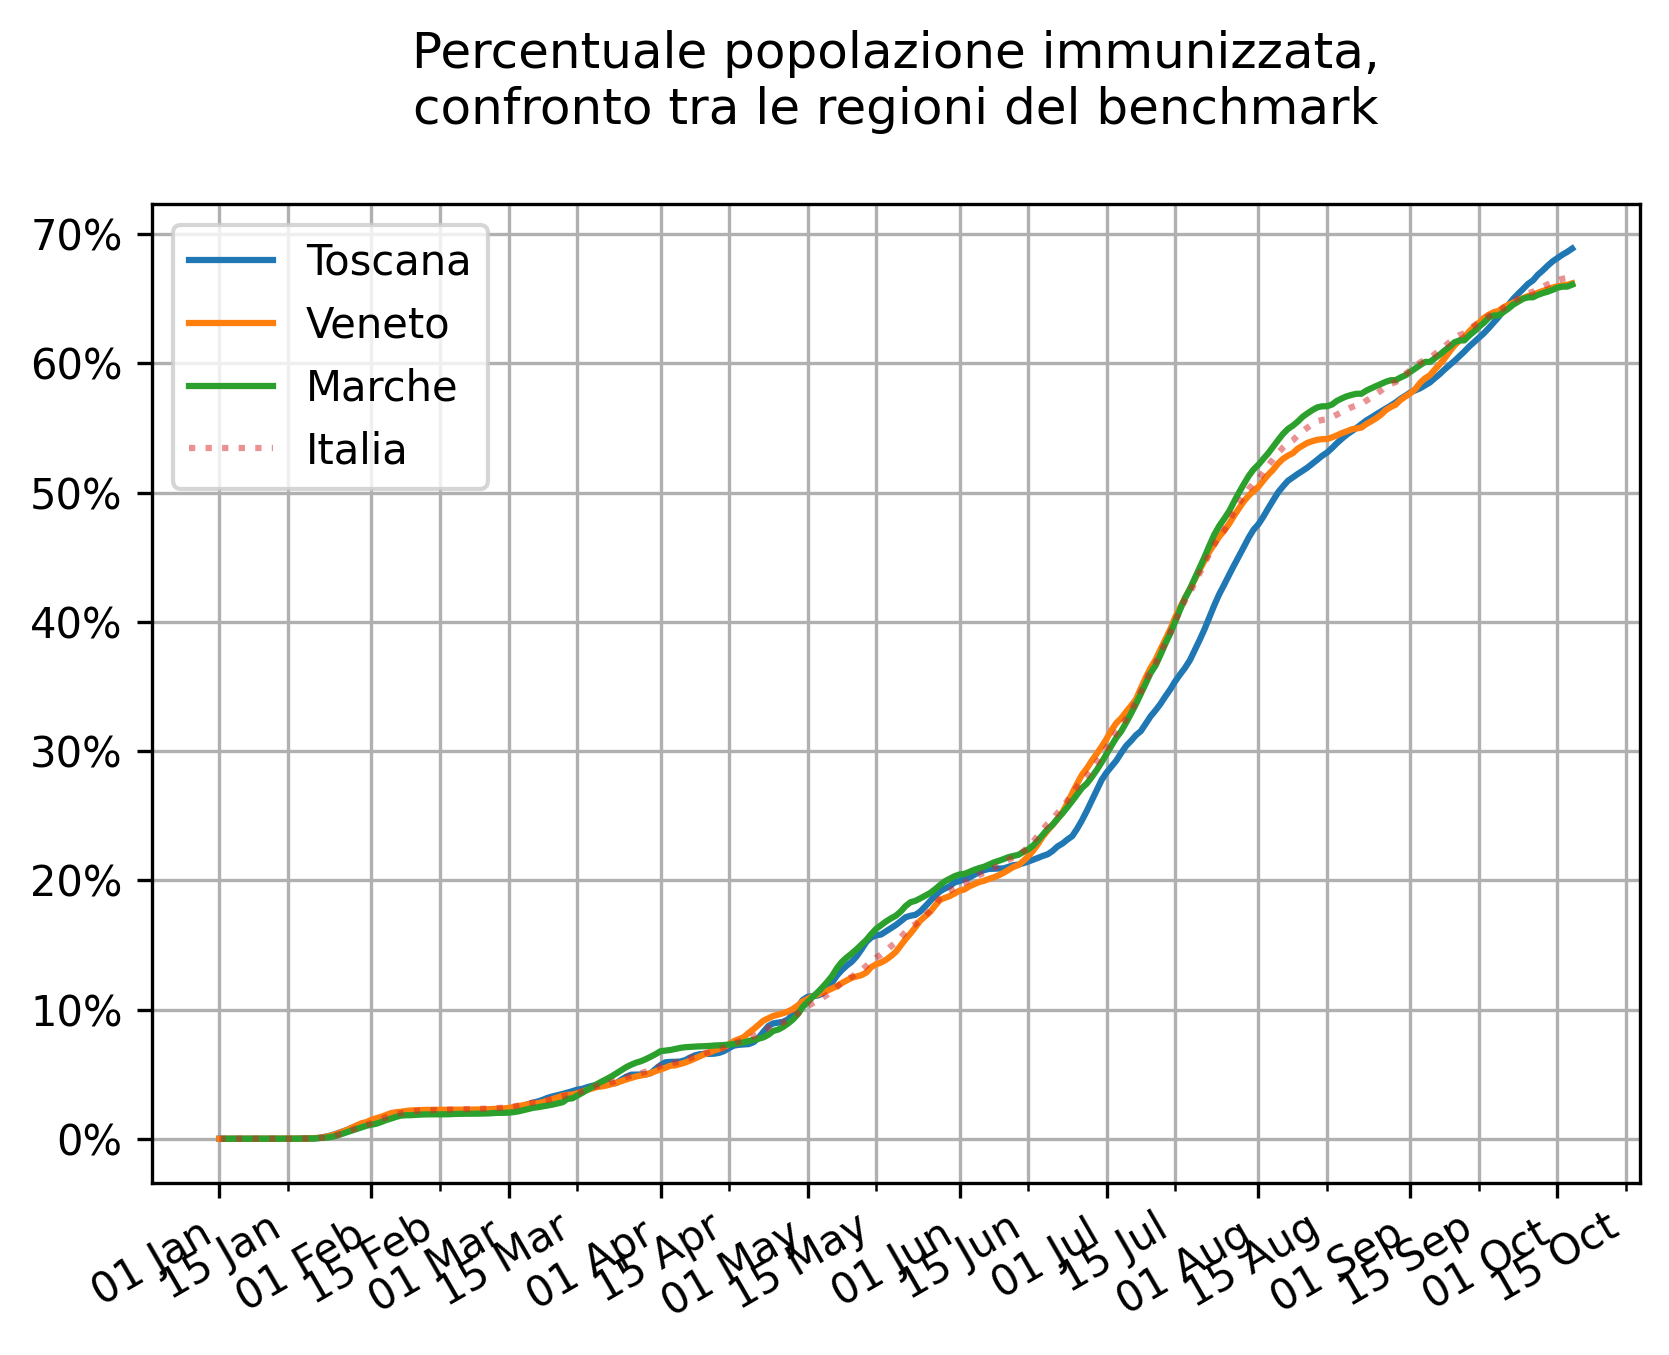 Percentuale popolazione immunizzata,
confronto tra le regioni del benchmark
70%
60%
50%
40%
30%
20%
10%
0%
Toscana
Veneto
Marche
Italia
01 Jan
15 Jan
01 Feb
15 Feb
01 Mar
15 Mar
01 Apr
15 Apr
01 May
15 May
01 Jun
15 Jun
01 Jul
15 Jul
01 Aug
15 Aug
01 Sep
15 Sep
01 Oct
15 Oct